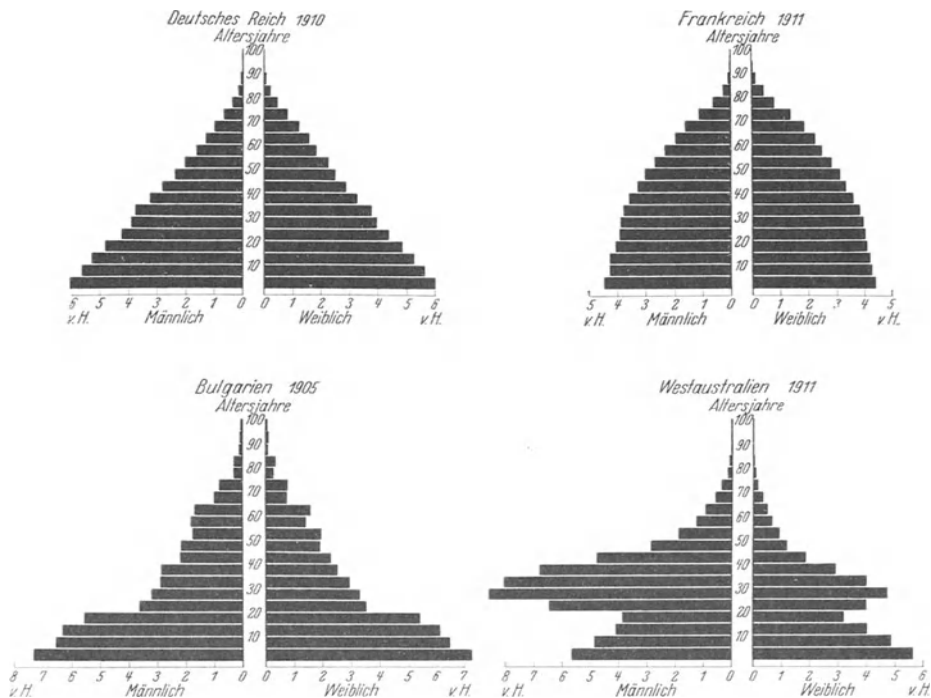 Deutsches Reich 1910
Altersjahre
100
90
80
70
60
50
40
30
20
10
6 5 4 3 2 1 0 0 1 2 3 4 5 6
v.H. Männlich Weiblich v.H.
Frankreich 1911
Altersjahre
100
90
80
70
60
50
40
30
20
10
5 4 3 2 1 0 0 1 2 3 4 5
v.H. Männlich Weiblich v.H.
Bulgarien 1905
Altersjahre
100
90
80
70
60
50
40
30
20
10
8 7 6 5 4 3 2 1 0 0 1 2 3 4 5 6 7
v.H. Männlich Weiblich v.H.
Westaustralien 1911
Altersjahre
100
90
80
70
60
50
40
30
20
10
8 7 6 5 4 3 2 1 0 0 1 2 3 4 5 6
v.H. Männlich Weiblich v.H.